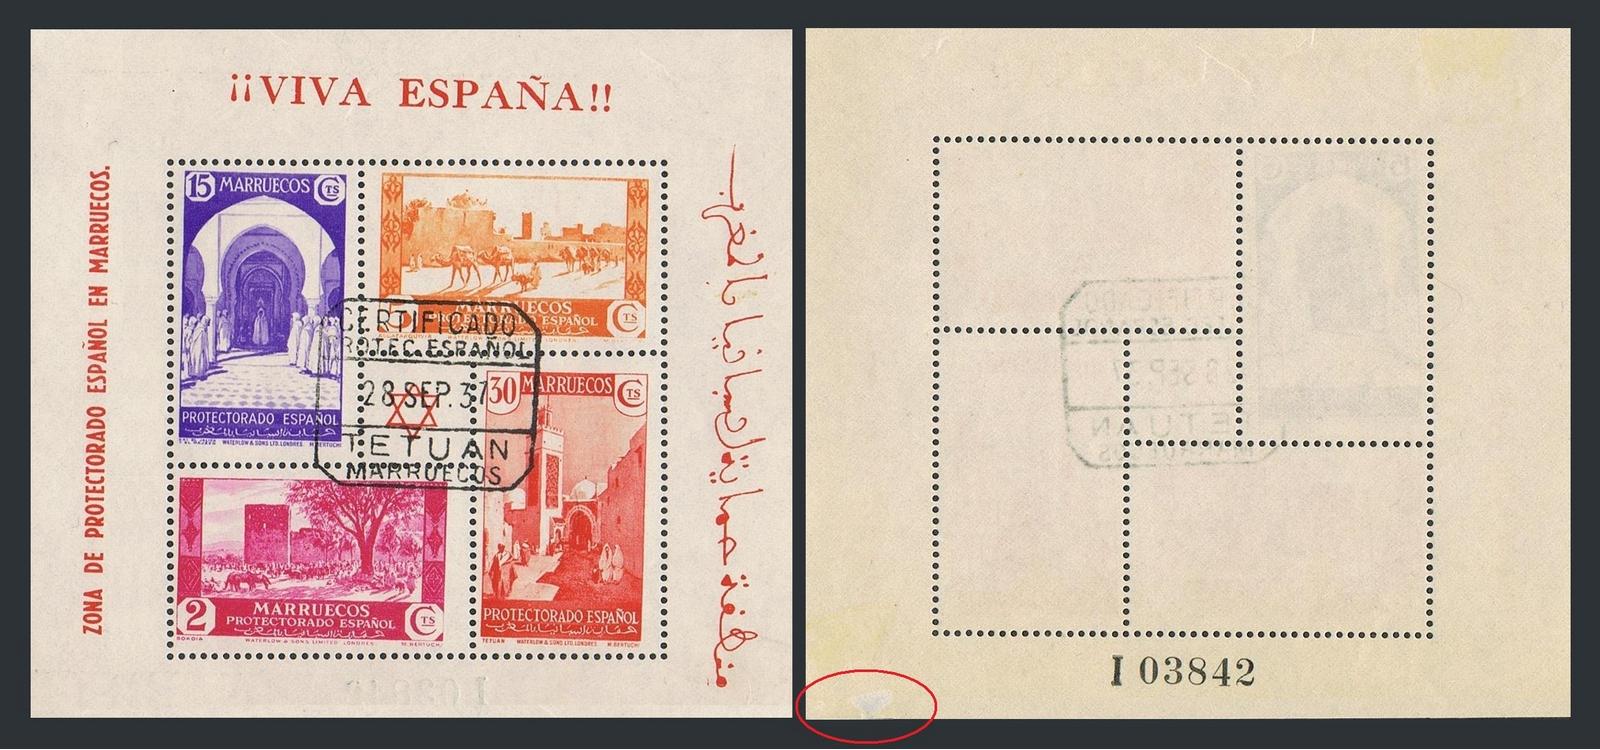 ¡¡VIVA ESPAÑA!!
ZONA DE PROTECTORADO ESPAÑOL EN MARRUECOS.
15 MARRUECOS CTS
PROTECTORADO ESPAÑOL
WATERLOW & SONS LTD. LONDRES. M. BERTUCHI
MARRUECOS
PROTECTORADO ESPAÑOL
CTS
CERTIFICADO
PROTEC. ESPAÑOL
28 SEP. 37
TETUAN
MARRUECOS
30 MARRUECOS CTS
PROTECTORADO ESPAÑOL
TETUAN WATERLOW & SONS LTD. LONDRES. M. BERTUCHI
2 MARRUECOS
PROTECTORADO ESPAÑOL
CTS
WATERLOW & SONS LIMITED LONDRES. M. BERTUCHI
I 03842